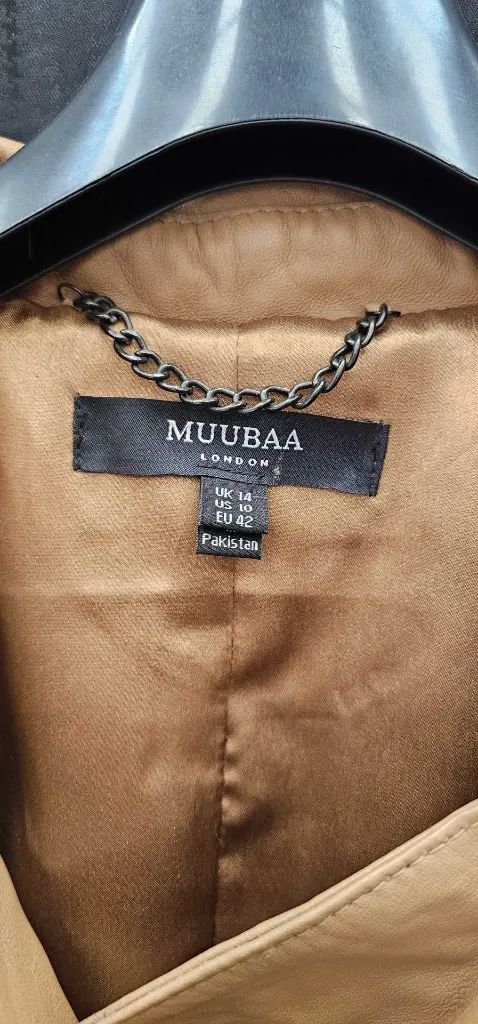 MUUBAA
LONDON
UK 14
US 10
EU 42
Pakistan